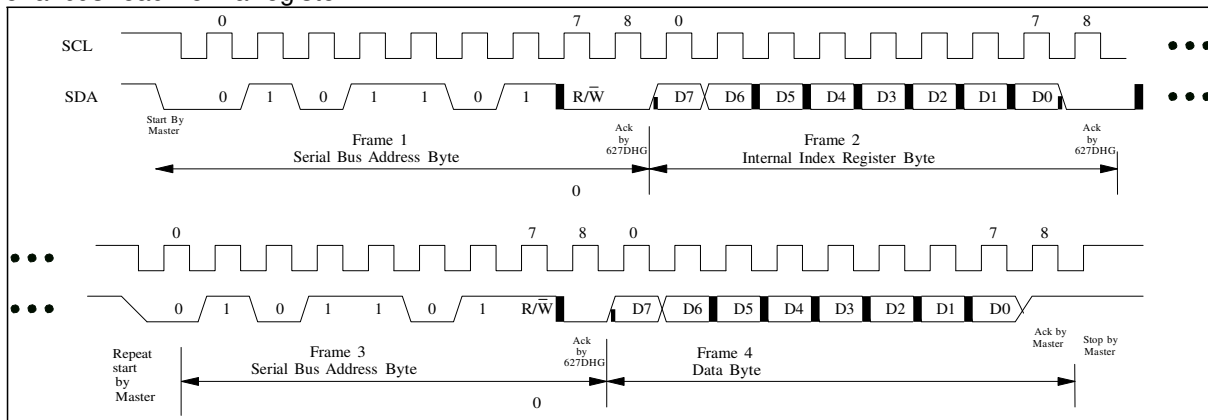 0 7 8 0 7 8
SCL
SDA 0 1 0 1 1 0 1 R/W̅ D7 D6 D5 D4 D3 D2 D1 D0
Start By
Master
Ack
by
627DHG
Ack
by
627DHG
Frame 1
Serial Bus Address Byte
Frame 2
Internal Index Register Byte
0
0 7 8 0 7 8
0 1 0 1 1 0 1 R/W̅ D7 D6 D5 D4 D3 D2 D1 D0
Repeat
start
by
Master
Frame 3
Serial Bus Address Byte
Ack
by
627DHG
Frame 4
Data Byte
Ack by
Master
Stop by
Master
0